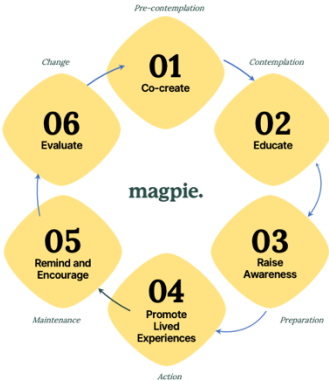 Pre-contemplation
01
Co-create
Contemplation
02
Educate
03
Raise
Awareness
Preparation
04
Promote
Lived
Experiences
Action
05
Remind and
Encourage
Maintenance
Change
06
Evaluate
magpie.